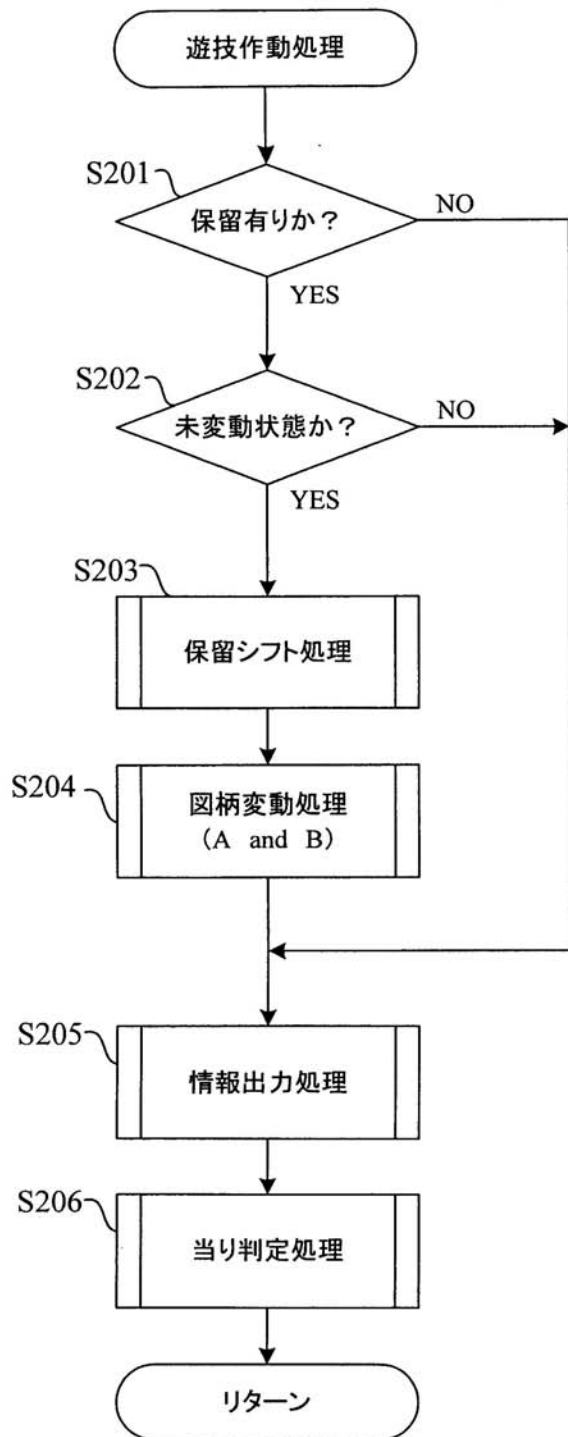 遊技作動処理
S201
保留有りか？
NO
YES
S202
未変動状態か？
NO
YES
S203
保留シフト処理
S204
図柄変動処理
（A and B）
S205
情報出力処理
S206
当り判定処理
リターン